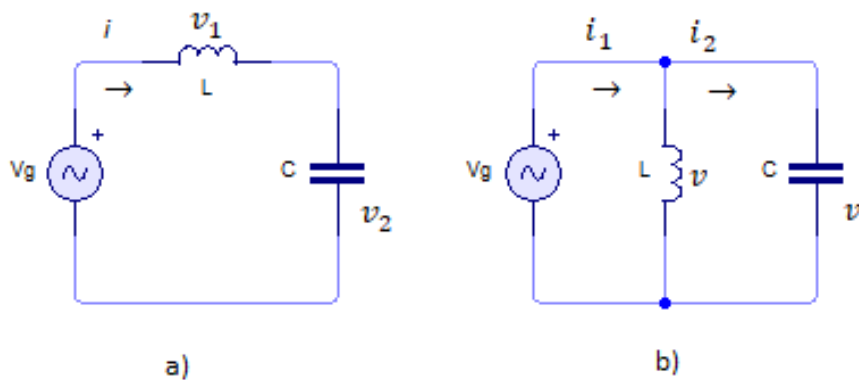 i v₁ i₁ i₂
→ L → →
+ +
Vg C Vg L v C v
v₂
a) b)